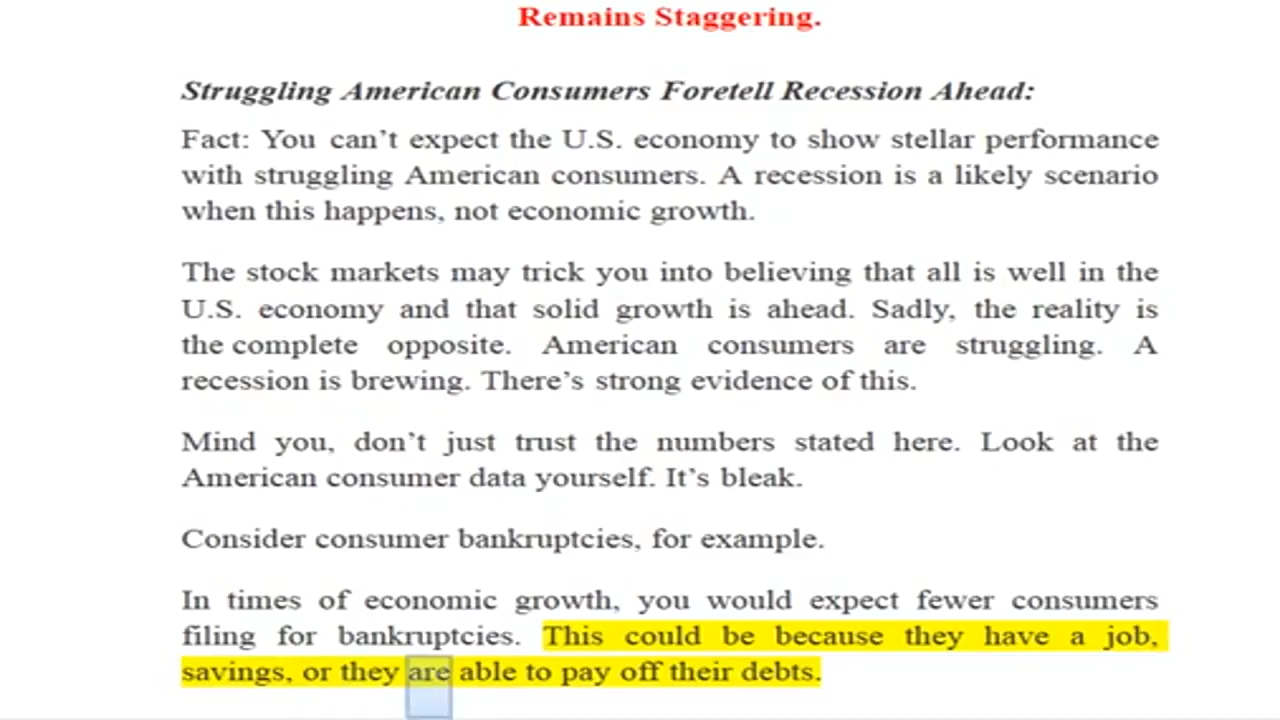 Remains Staggering.
Struggling American Consumers Foretell Recession Ahead:
Fact: You can’t expect the U.S. economy to show stellar performance
with struggling American consumers. A recession is a likely scenario
when this happens, not economic growth.
The stock markets may trick you into believing that all is well in the
U.S. economy and that solid growth is ahead. Sadly, the reality is
the complete opposite. American consumers are struggling. A
recession is brewing. There’s strong evidence of this.
Mind you, don’t just trust the numbers stated here. Look at the
American consumer data yourself. It’s bleak.
Consider consumer bankruptcies, for example.
In times of economic growth, you would expect fewer consumers
filing for bankruptcies. This could be because they have a job,
savings, or they are able to pay off their debts.